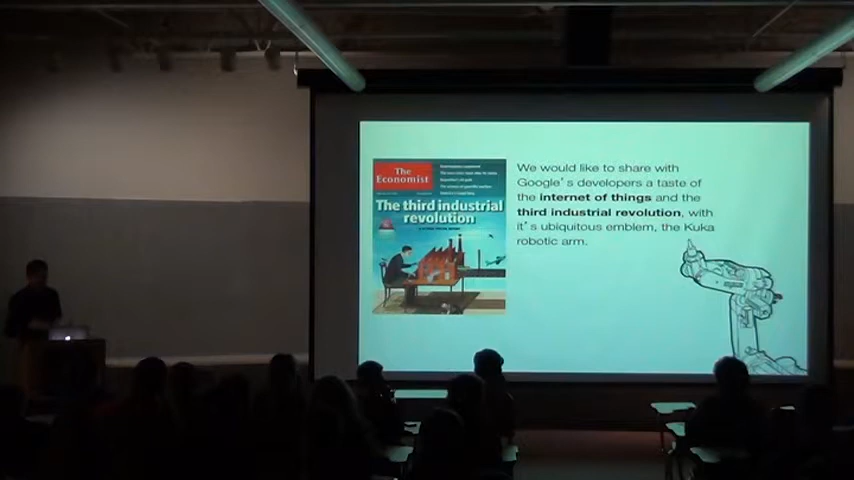 The
Economist
The third industrial
revolution
We would like to share with
Google's developers a taste of
the internet of things and the
third industrial revolution, with
it's ubiquitous emblem, the Kuka
robotic arm.